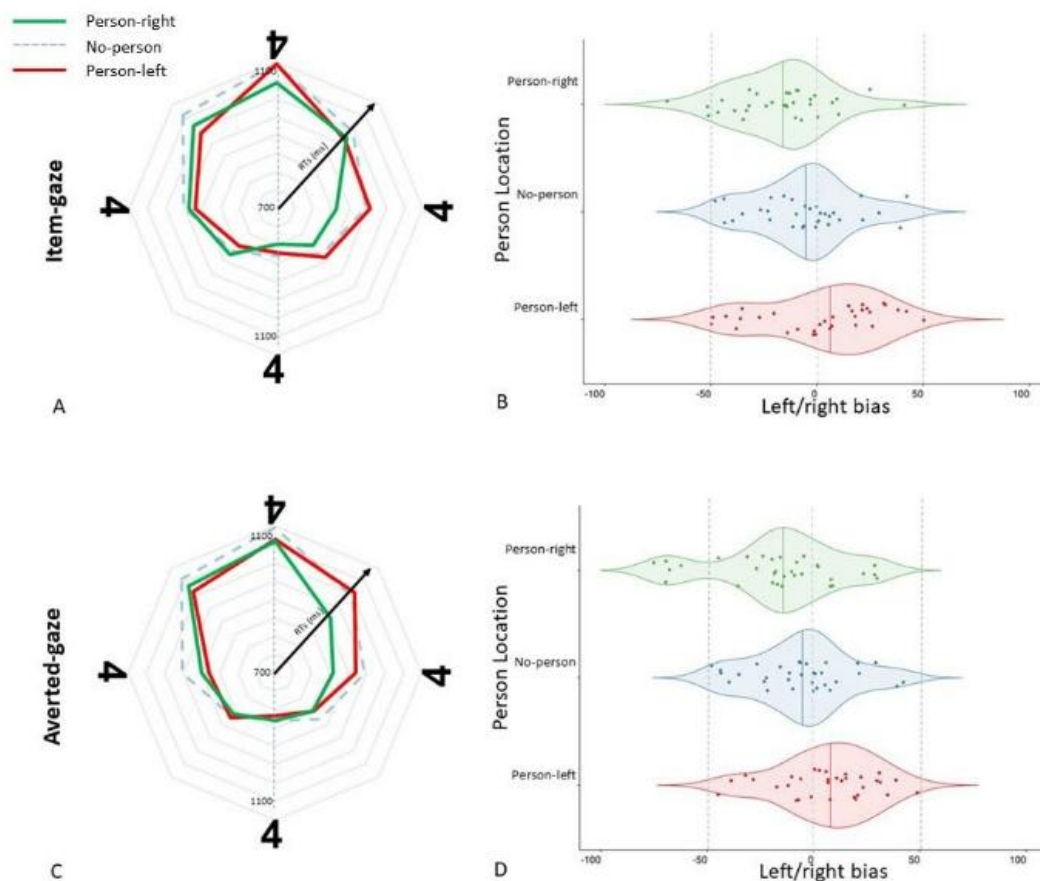 Person-right
No-person
Person-left
4
1100
RTs (ms)
Item-gaze
4
700
4
1100
4
A
Person-right
No-person
Person-left
Person Location
-100
-50
0
50
100
Left/right bias
B
4
1100
RTs (ms)
Averted-gaze
4
700
4
1100
4
C
Person-right
No-person
Person-left
Person Location
-100
-50
0
50
100
Left/right bias
D